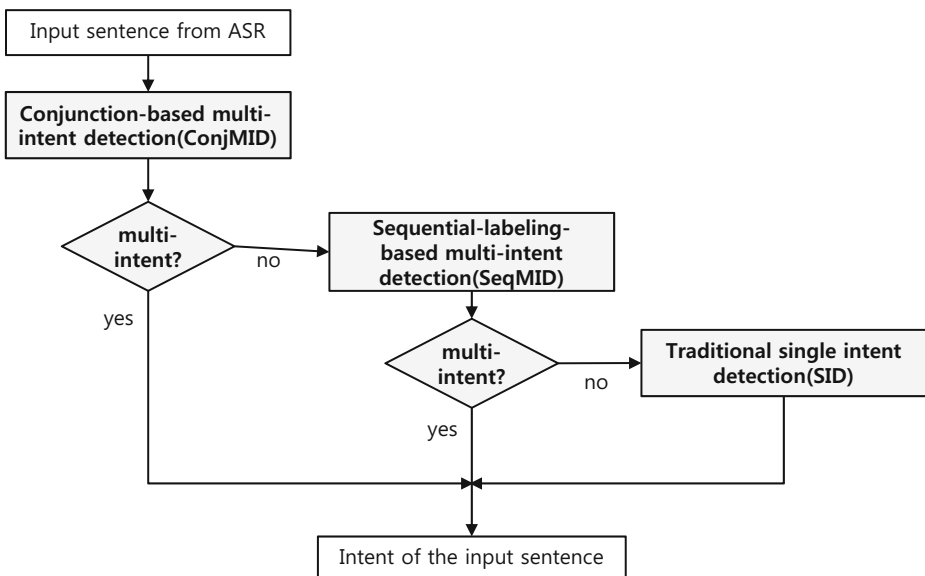 Input sentence from ASR
Conjunction-based multi-
intent detection(ConjMID)
multi-
intent?
no
yes
Sequential-labeling-
based multi-intent
detection(SeqMID)
multi-
intent?
no
yes
Traditional single intent
detection(SID)
Intent of the input sentence